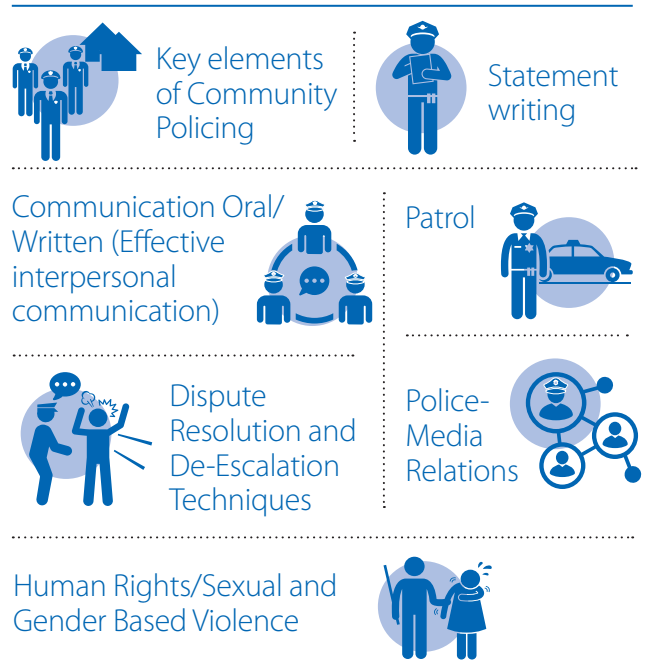 Key elements
of Community
Policing
Statement
writing
Communication Oral/
Written (Effective
interpersonal
communication)
Patrol
Dispute
Resolution and
De-Escalation
Techniques
Police-
Media
Relations
Human Rights/Sexual and
Gender Based Violence